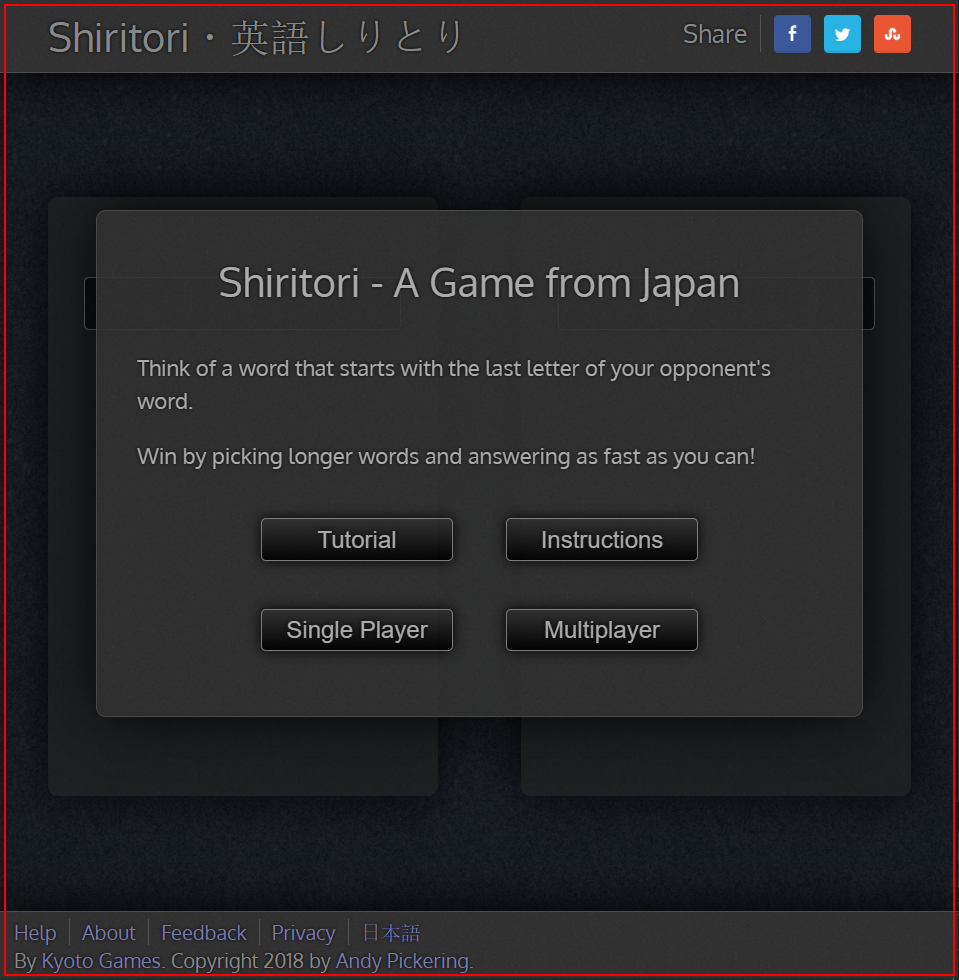 Shiritori・英語しりとり
Share
Shiritori - A Game from Japan
Think of a word that starts with the last letter of your opponent's
word.
Win by picking longer words and answering as fast as you can!
Tutorial
Instructions
Single Player
Multiplayer
Help
About
Feedback
Privacy
日本語
By Kyoto Games. Copyright 2018 by Andy Pickering.